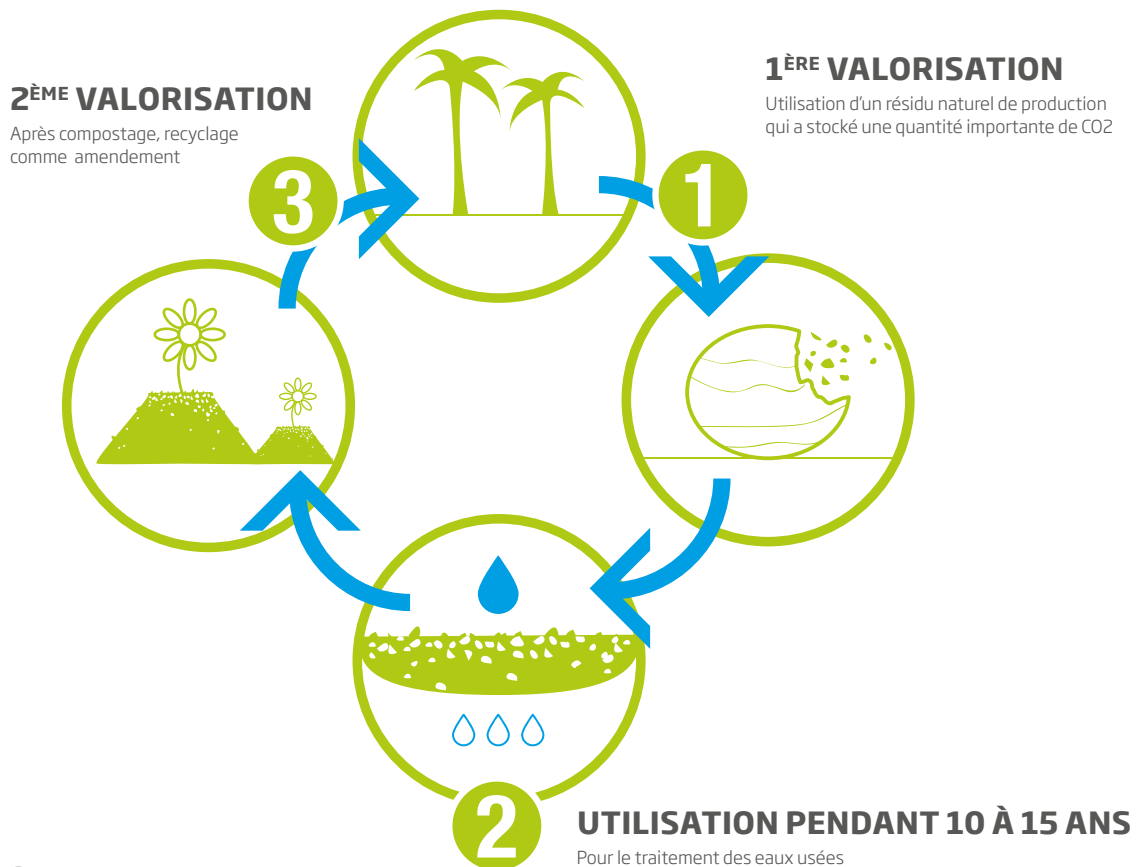 1ÈRE VALORISATION
Utilisation d'un résidu naturel de production
qui a stocké une quantité importante de CO2
2ÈME VALORISATION
Après compostage, recyclage
comme amendement
3
1
2
UTILISATION PENDANT 10 À 15 ANS
Pour le traitement des eaux usées